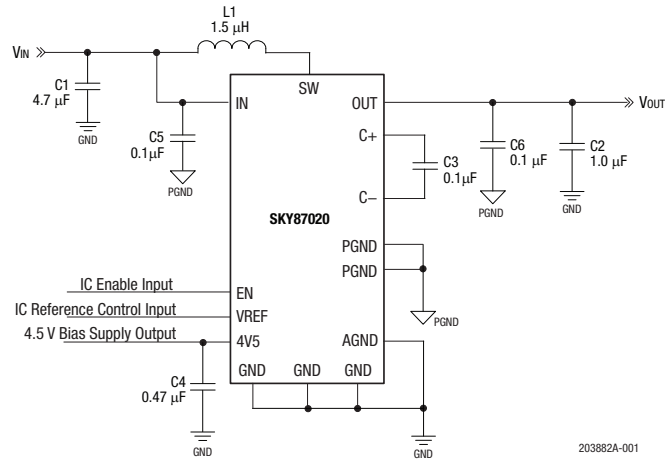 L1
1.5 μH
VIN
C1
4.7 μF
GND
C5
0.1μF
PGND
SW
IN
OUT
C+
C–
C3
0.1μF
C6
0.1 μF
PGND
C2
1.0 μF
GND
VOUT
SKY87020
PGND
PGND
PGND
IC Enable Input
EN
IC Reference Control Input
VREF
4.5 V Bias Supply Output
4V5
AGND
GND
GND
GND
C4
0.47 μF
GND
GND
203882A-001